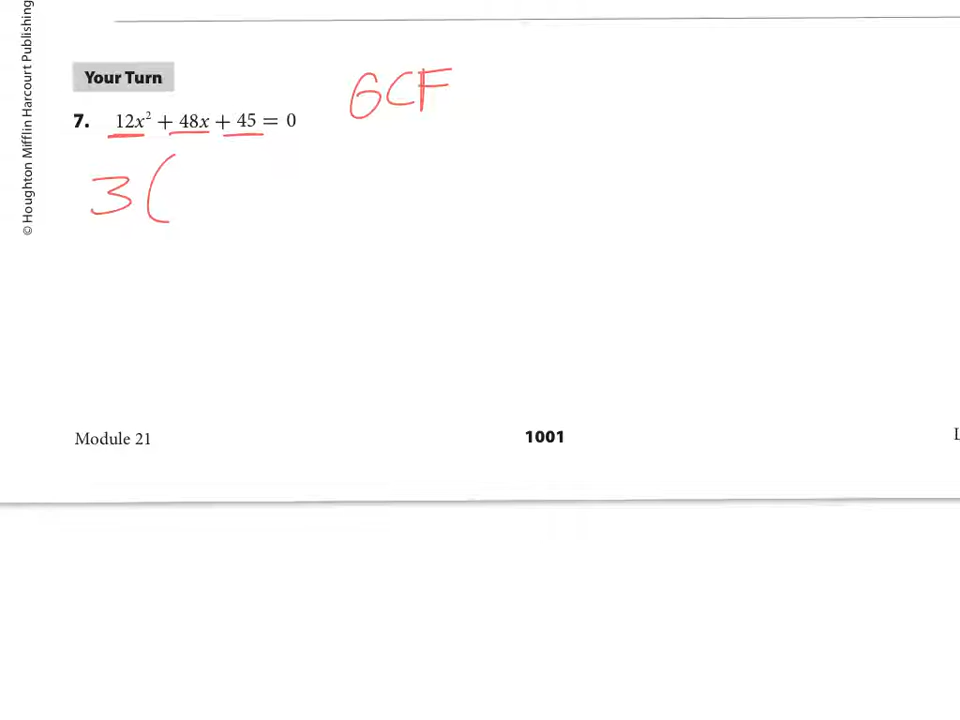 © Houghton Mifflin Harcourt Publishing
Your Turn
GCF
7. 12x² + 48x + 45 = 0
3 (
Module 21
1001
L